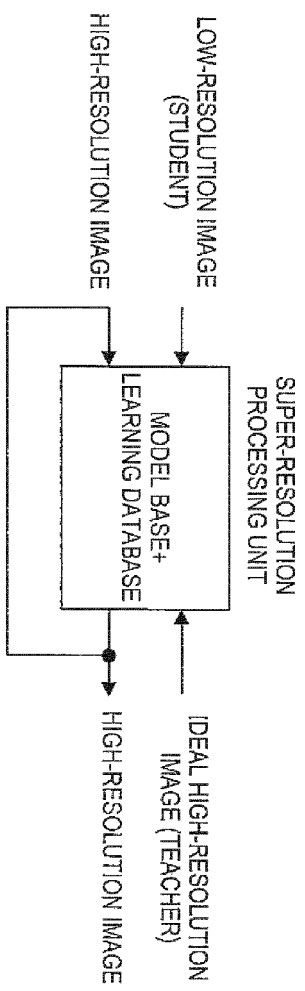 SUPER-RESOLUTION
PROCESSING UNIT
LOW-RESOLUTION IMAGE
(STUDENT)
HIGH-RESOLUTION IMAGE
MODEL BASE+
LEARNING DATABASE
IDEAL HIGH-RESOLUTION
IMAGE (TEACHER)
HIGH-RESOLUTION IMAGE